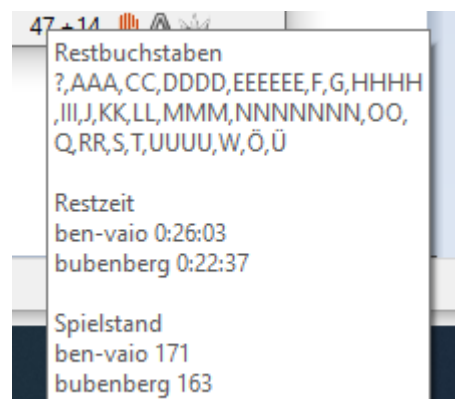 47 +14
Restbuchstaben
?,AAA,CC,DDDD,EEEEEE,F,G,HHHH
,III,J,KK,LL,MMM,NNNNNNN,OO,
Q,RR,S,T,UUUU,W,Ö,Ü
Restzeit
ben-vaio 0:26:03
bubenberg 0:22:37
Spielstand
ben-vaio 171
bubenberg 163